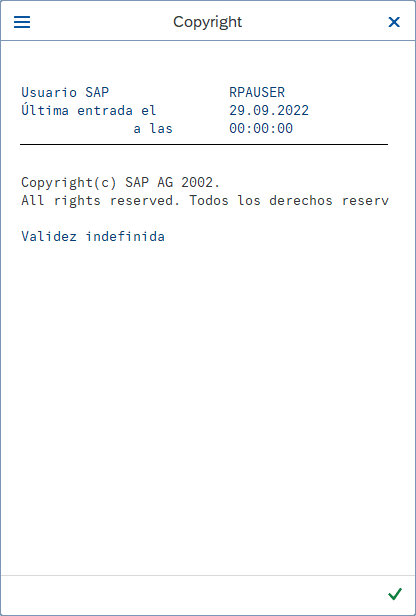 Copyright
Usuario SAP RPAUSER
Última entrada el 29.09.2022
a las 00:00:00
Copyright(c) SAP AG 2002.
All rights reserved. Todos los derechos reserv
Validez indefinida